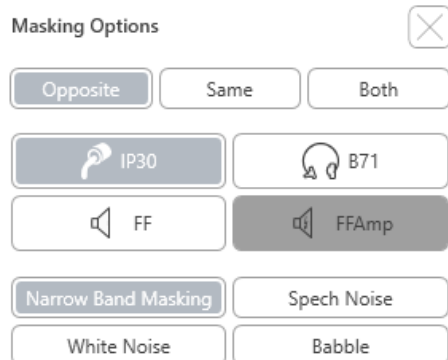 Masking Options
Opposite Same Both
IP30 B71
FF FFAmp
Narrow Band Masking Spech Noise
White Noise Babble